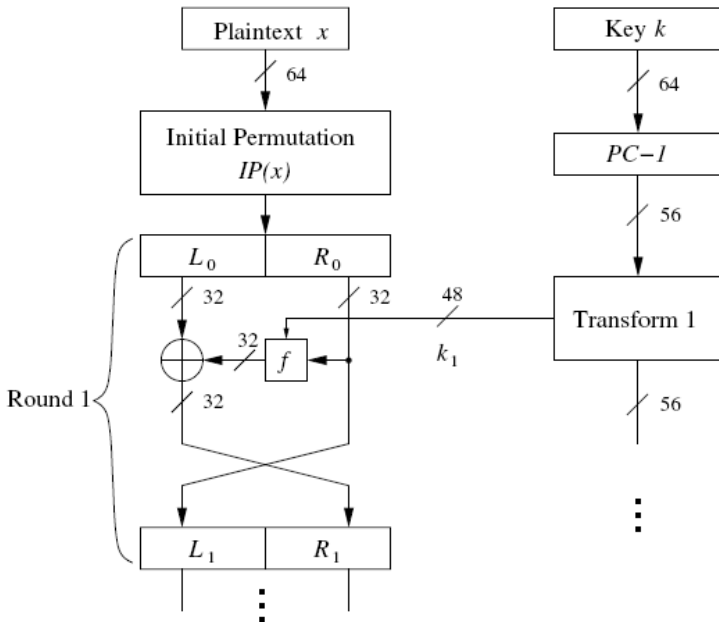 Plaintext x
Key k
64
64
Initial Permutation
IP(x)
PC–1
56
L0
R0
32
32
48
Transform 1
32
f
k1
Round 1
32
56
L1
R1